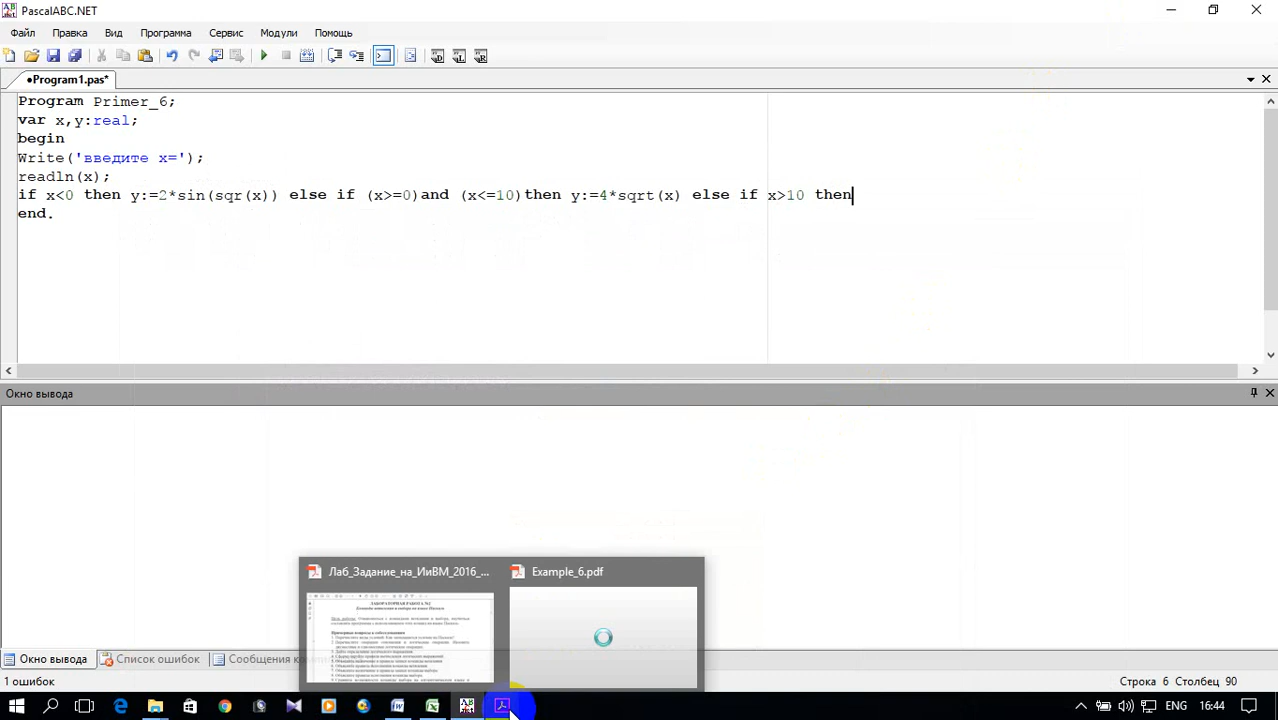 PascalABC.NET
Файл Правка Вид Программа Сервис Модули Помощь
•Program1.pas*
Program Primer_6;
var x,y:real;
begin
Write('введите x=');
readln(x);
if x<0 then y:=2*sin(sqr(x)) else if (x>=0)and (x<=10)then y:=4*sqrt(x) else if x>10 then
end.
Окно вывода
Лаб_Задание_на_ИиВМ_2016_... Example_6.pdf
ЛАБОРАТОРНАЯ РАБОТА №2
Окно вывода Список ошибок Сообщения
1 ошибок Строка 6 Столбец 90
ENG 16:44